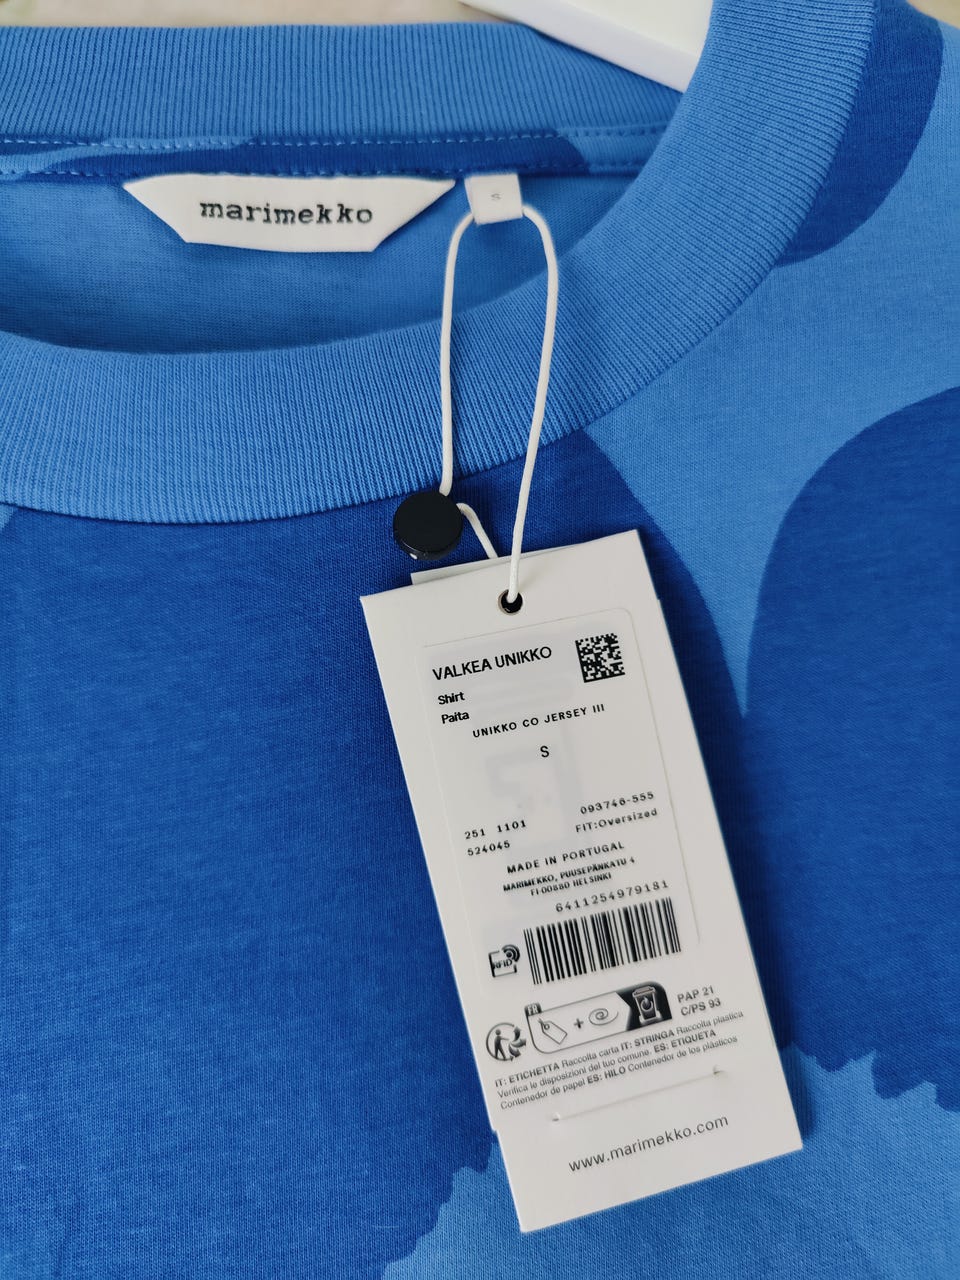 marimekko
S
VALKEA UNIKKO
Shirt
Paita
UNIKKO CO JERSEY III
S
093746-555
251 1101
FIT:Oversized
524045
MADE IN PORTUGAL
MARIMEKKO, PUUSEPÄNKATU 4
FI 00880 HELSINKI
6411254979181
RFID
FR
PAP 21
C/PS 93
IT: ETICHETTA Raccolta carta IT: STRINGA Raccolta plastica
Verifica le disposizioni del tuo comune. ES: ETIQUETA
Contenedor de papel ES: HILO Contenedor de los plásticos
www.marimekko.com